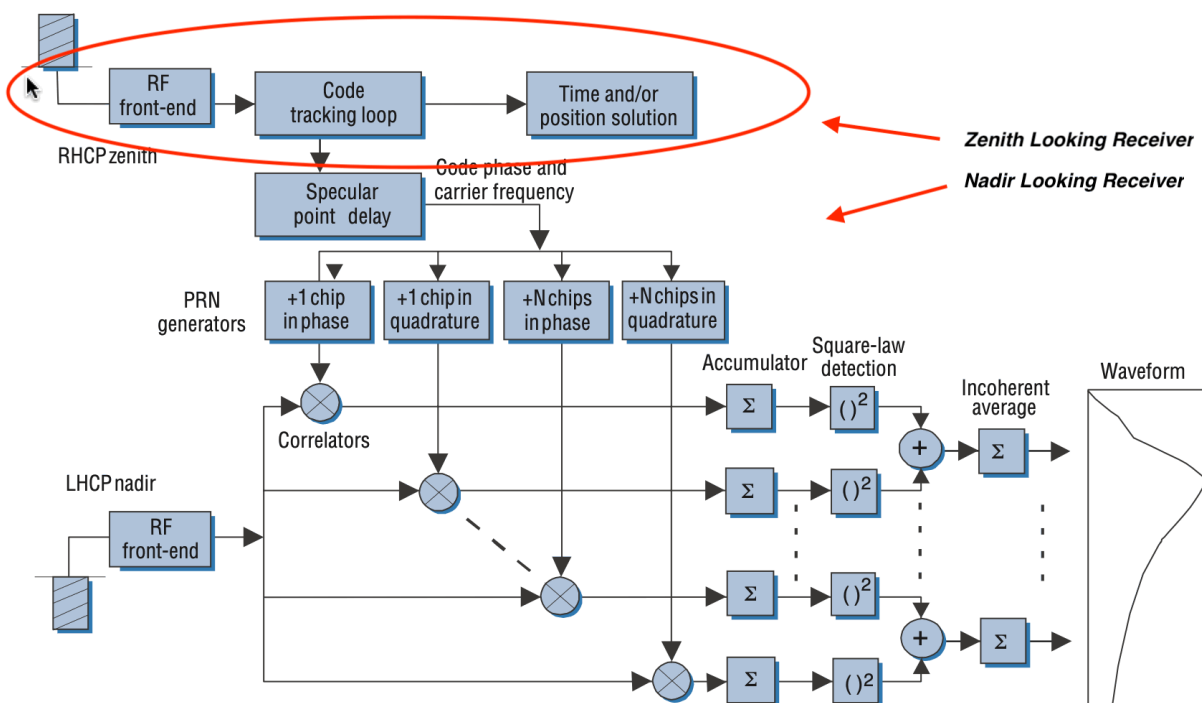 RF
front-end
Code
tracking loop
Time and/or
position solution
RHCP zenith
Zenith Looking Receiver
Code phase and
carrier frequency
Nadir Looking Receiver
Specular
point delay
PRN
generators
+1 chip
in phase
+1 chip in
quadrature
+N chips
in phase
+N chips in
quadrature
Accumulator
Square-law
detection
Incoherent
average
Waveform
Correlators
Σ
( )2
+
Σ
LHCP nadir
Σ
( )2
RF
front-end
Σ
( )2
+
Σ
Σ
( )2